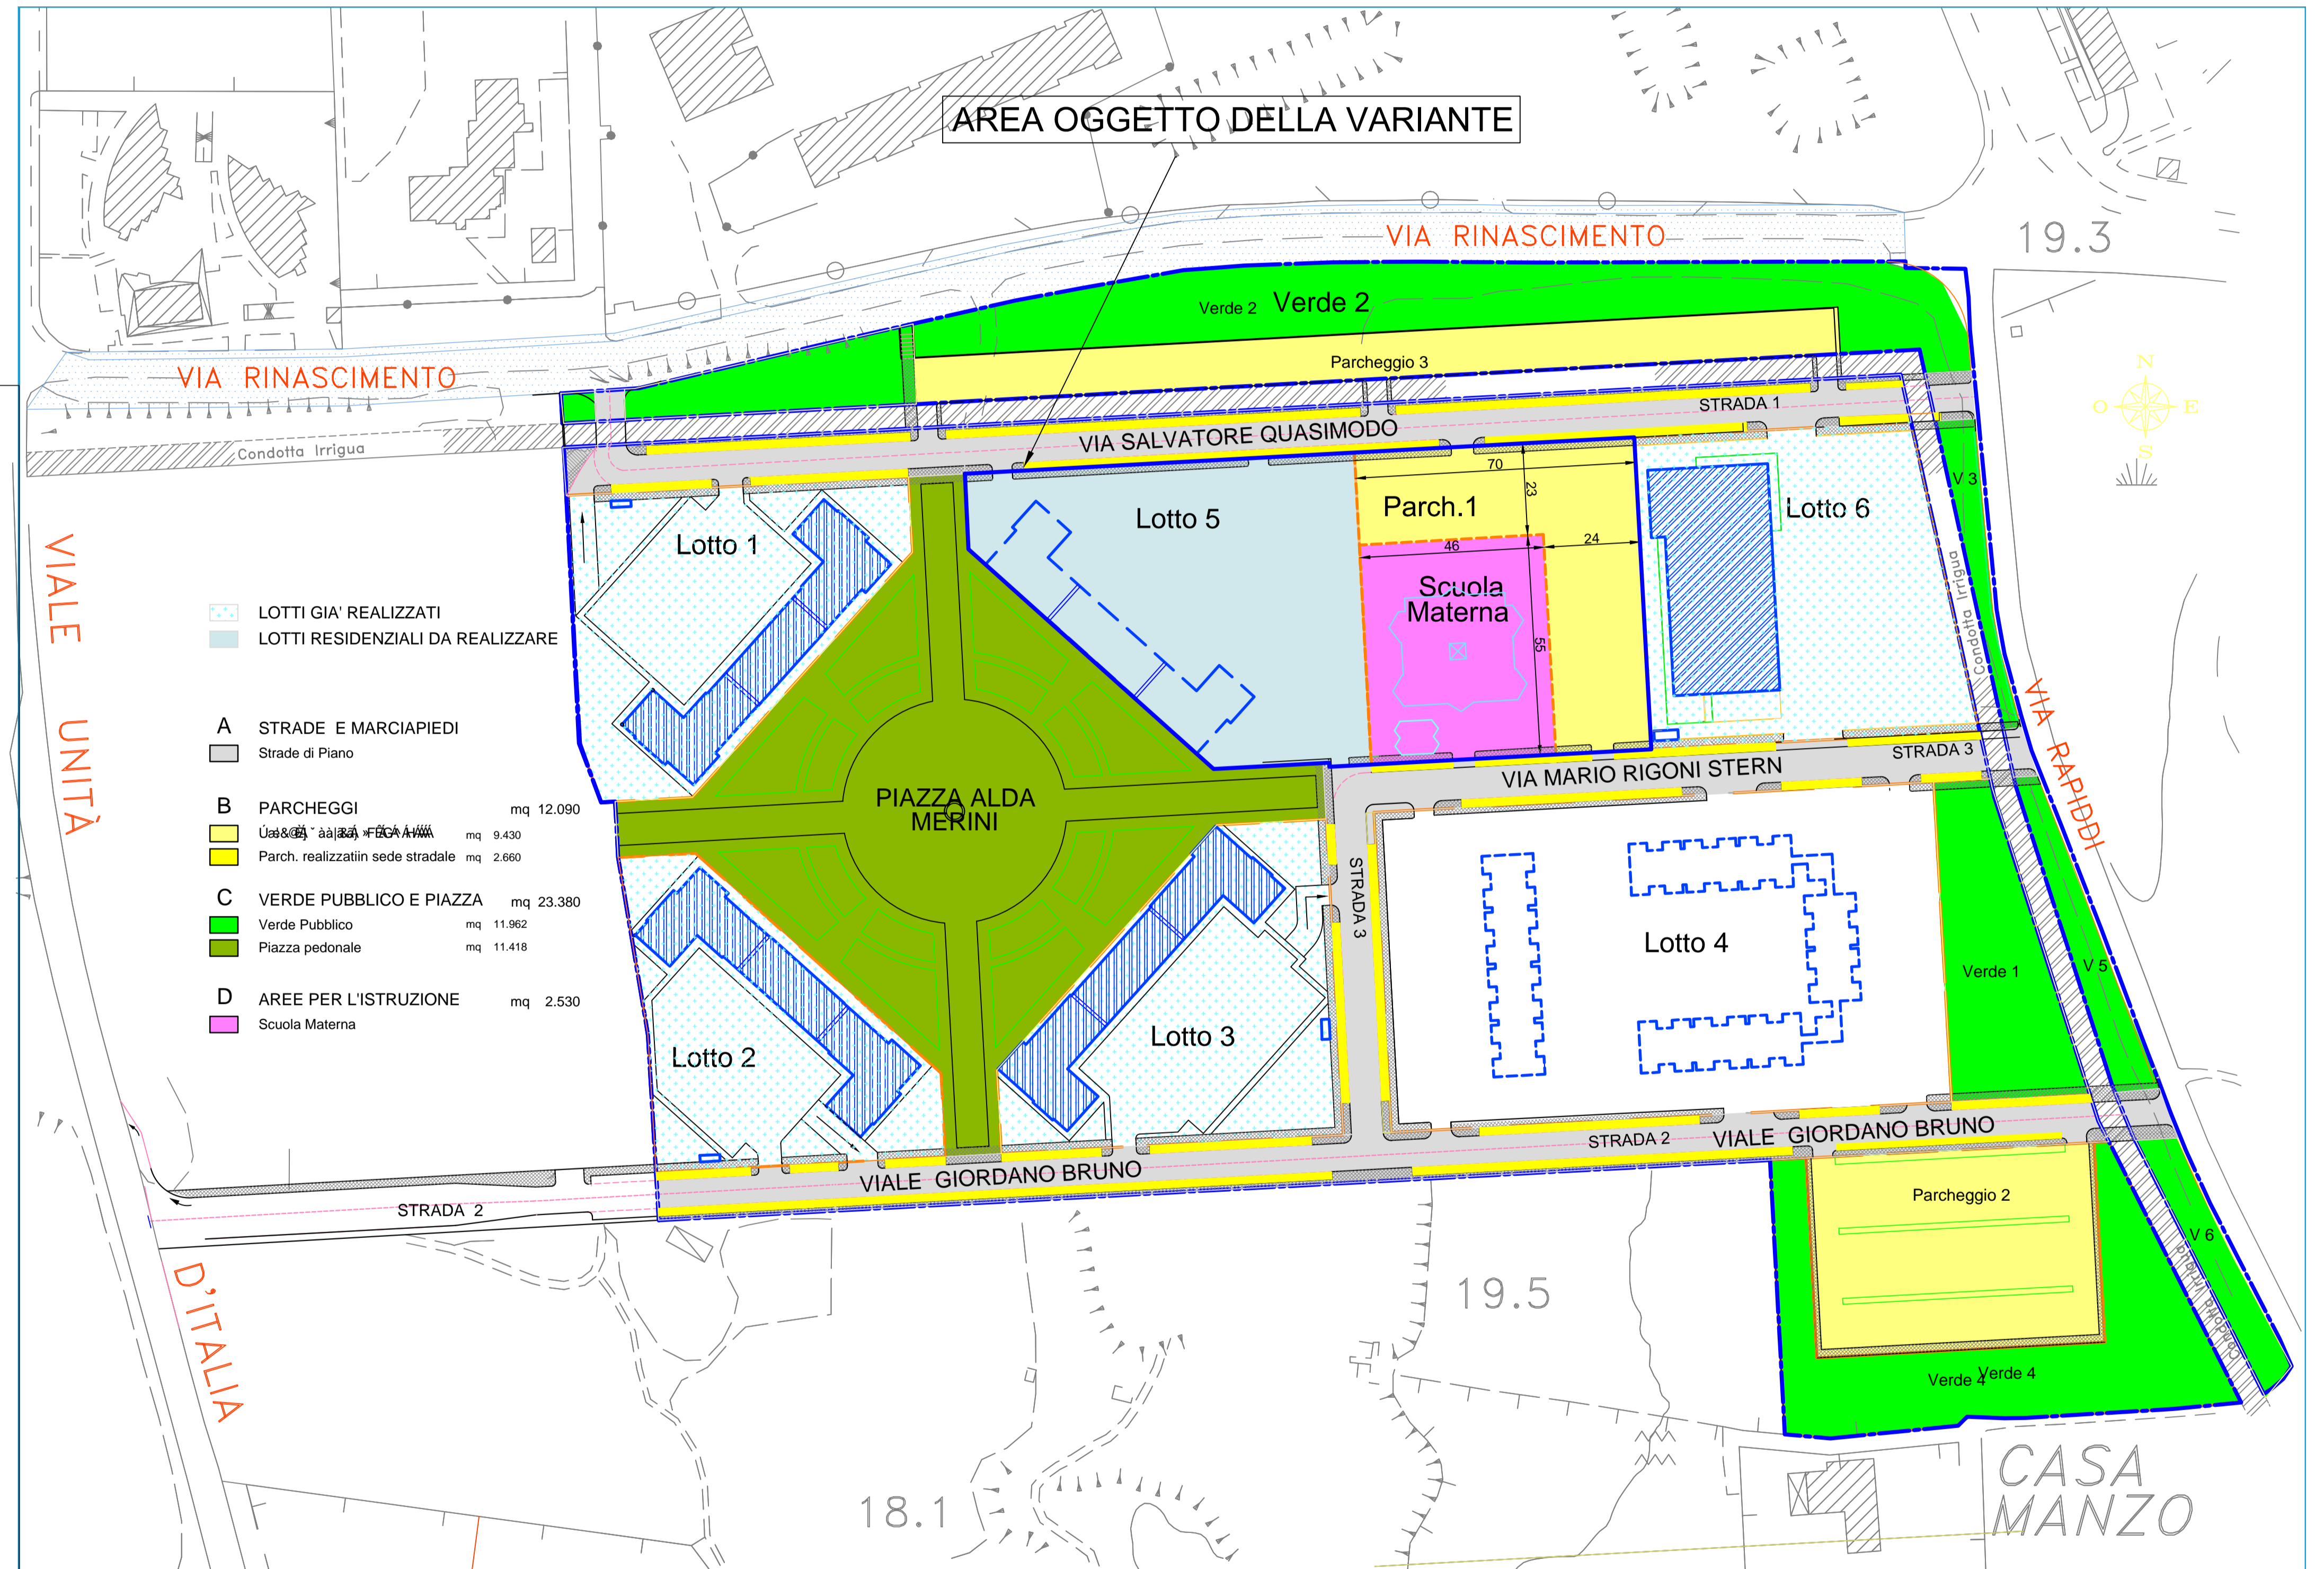 AREA OGGETTO DELLA VARIANTE
VIA RINASCIMENTO
19.3
Verde 2
Verde 2
Parcheggio 3
VIA RINASCIMENTO
N
O
E
S
STRADA 1
VIA SALVATORE QUASIMODO
Condotta Irrigua
70
23
V 3
Parch.1
Lotto 5
Lotto 6
Lotto 1
46
24
Scuola
Materna
55
Condotta Irrigua
VIALE UNITÀ D'ITALIA
LOTTI GIA' REALIZZATI
LOTTI RESIDENZIALI DA REALIZZARE
A STRADE E MARCIAPIEDI
Strade di Piano
B PARCHEGGI mq 12.090
mq 9.430
Parch. realizzatiin sede stradale mq 2.660
C VERDE PUBBLICO E PIAZZA mq 23.380
Verde Pubblico mq 11.962
Piazza pedonale mq 11.418
D AREE PER L'ISTRUZIONE mq 2.530
Scuola Materna
PIAZZA ALDA
MERINI
VIA RAPIDDI
STRADA 3
VIA MARIO RIGONI STERN
STRADA 3
Lotto 4
Verde 1
V 5
Lotto 3
Lotto 2
STRADA 2
VIALE GIORDANO BRUNO
VIALE GIORDANO BRUNO
STRADA 2
Parcheggio 2
V 6
Condotta Irrigua
19.5
Verde 4
Verde 4
18.1
CASA
MANZO